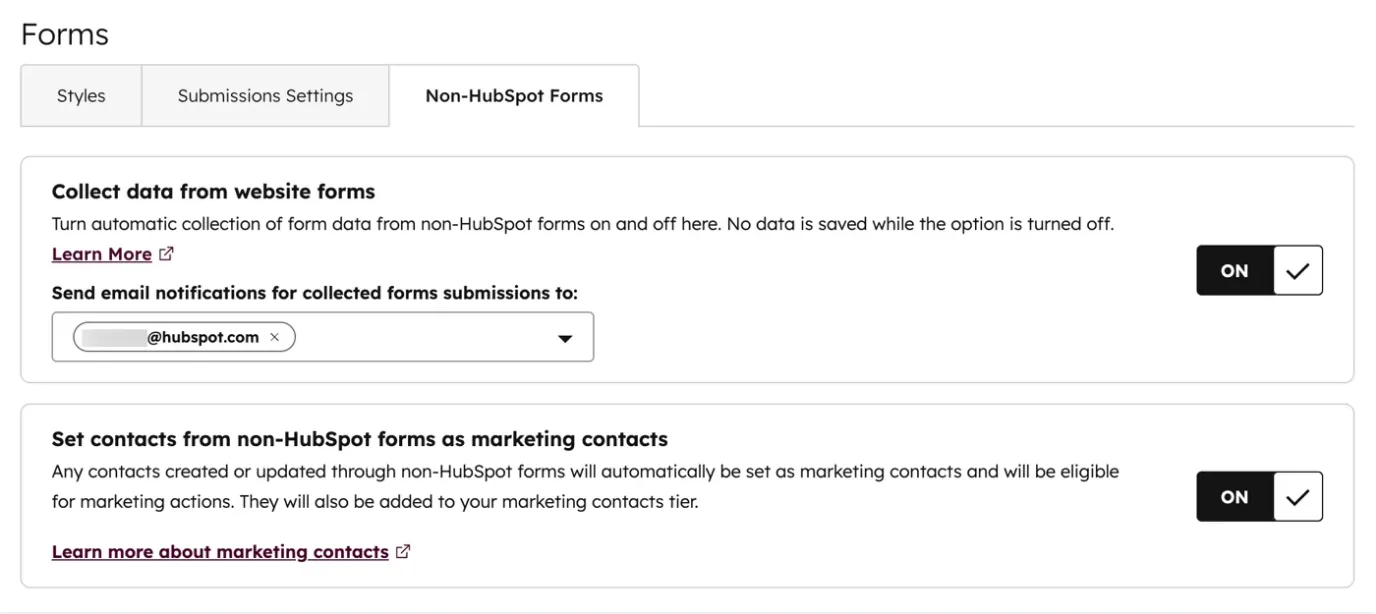 Forms
Styles
Submissions Settings
Non-HubSpot Forms
Collect data from website forms
Turn automatic collection of form data from non-HubSpot forms on and off here. No data is saved while the option is turned off.
Learn More
ON
Send email notifications for collected forms submissions to:
@hubspot.com ×
Set contacts from non-HubSpot forms as marketing contacts
Any contacts created or updated through non-HubSpot forms will automatically be set as marketing contacts and will be eligible
for marketing actions. They will also be added to your marketing contacts tier.
ON
Learn more about marketing contacts